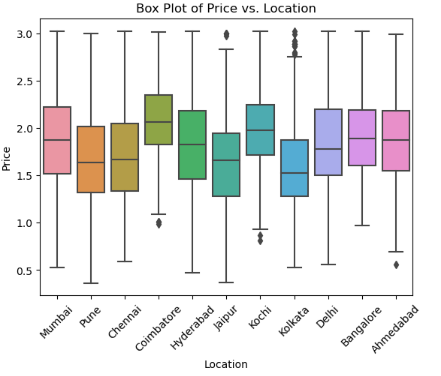 Box Plot of Price vs. Location
3.0
2.5
2.0
1.5
1.0
0.5
Price
Mumbai
Pune
Chennai
Coimbatore
Hyderabad
Jaipur
Kochi
Kolkata
Delhi
Bangalore
Ahmedabad
Location